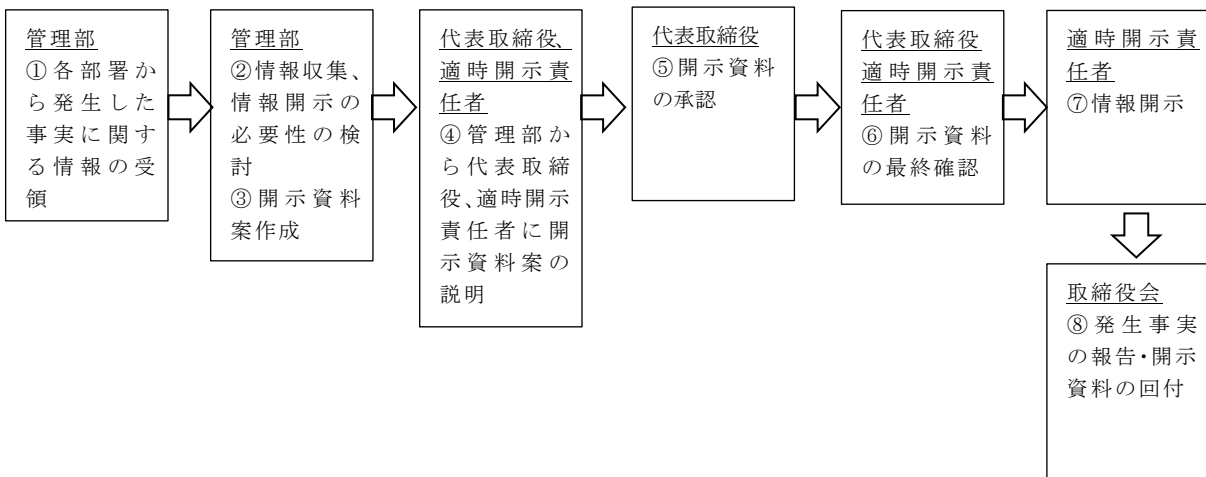 管理部
①各部署か
ら発生した
事実に関す
る情報の受
領
管理部
②情報収集、
情報開示の
必要性の検
討
③開示資料
案作成
代表取締役、
適時開示責
任者
④管理部か
ら代表取締
役、適時開示
責任者に開
示資料案の
説明
代表取締役
⑤開示資料
の承認
代表取締役
適時開示責
任者
⑥開示資料
の最終確認
適時開示責
任者
⑦情報開示
取締役会
⑧発生事実
の報告・開示
資料の回付